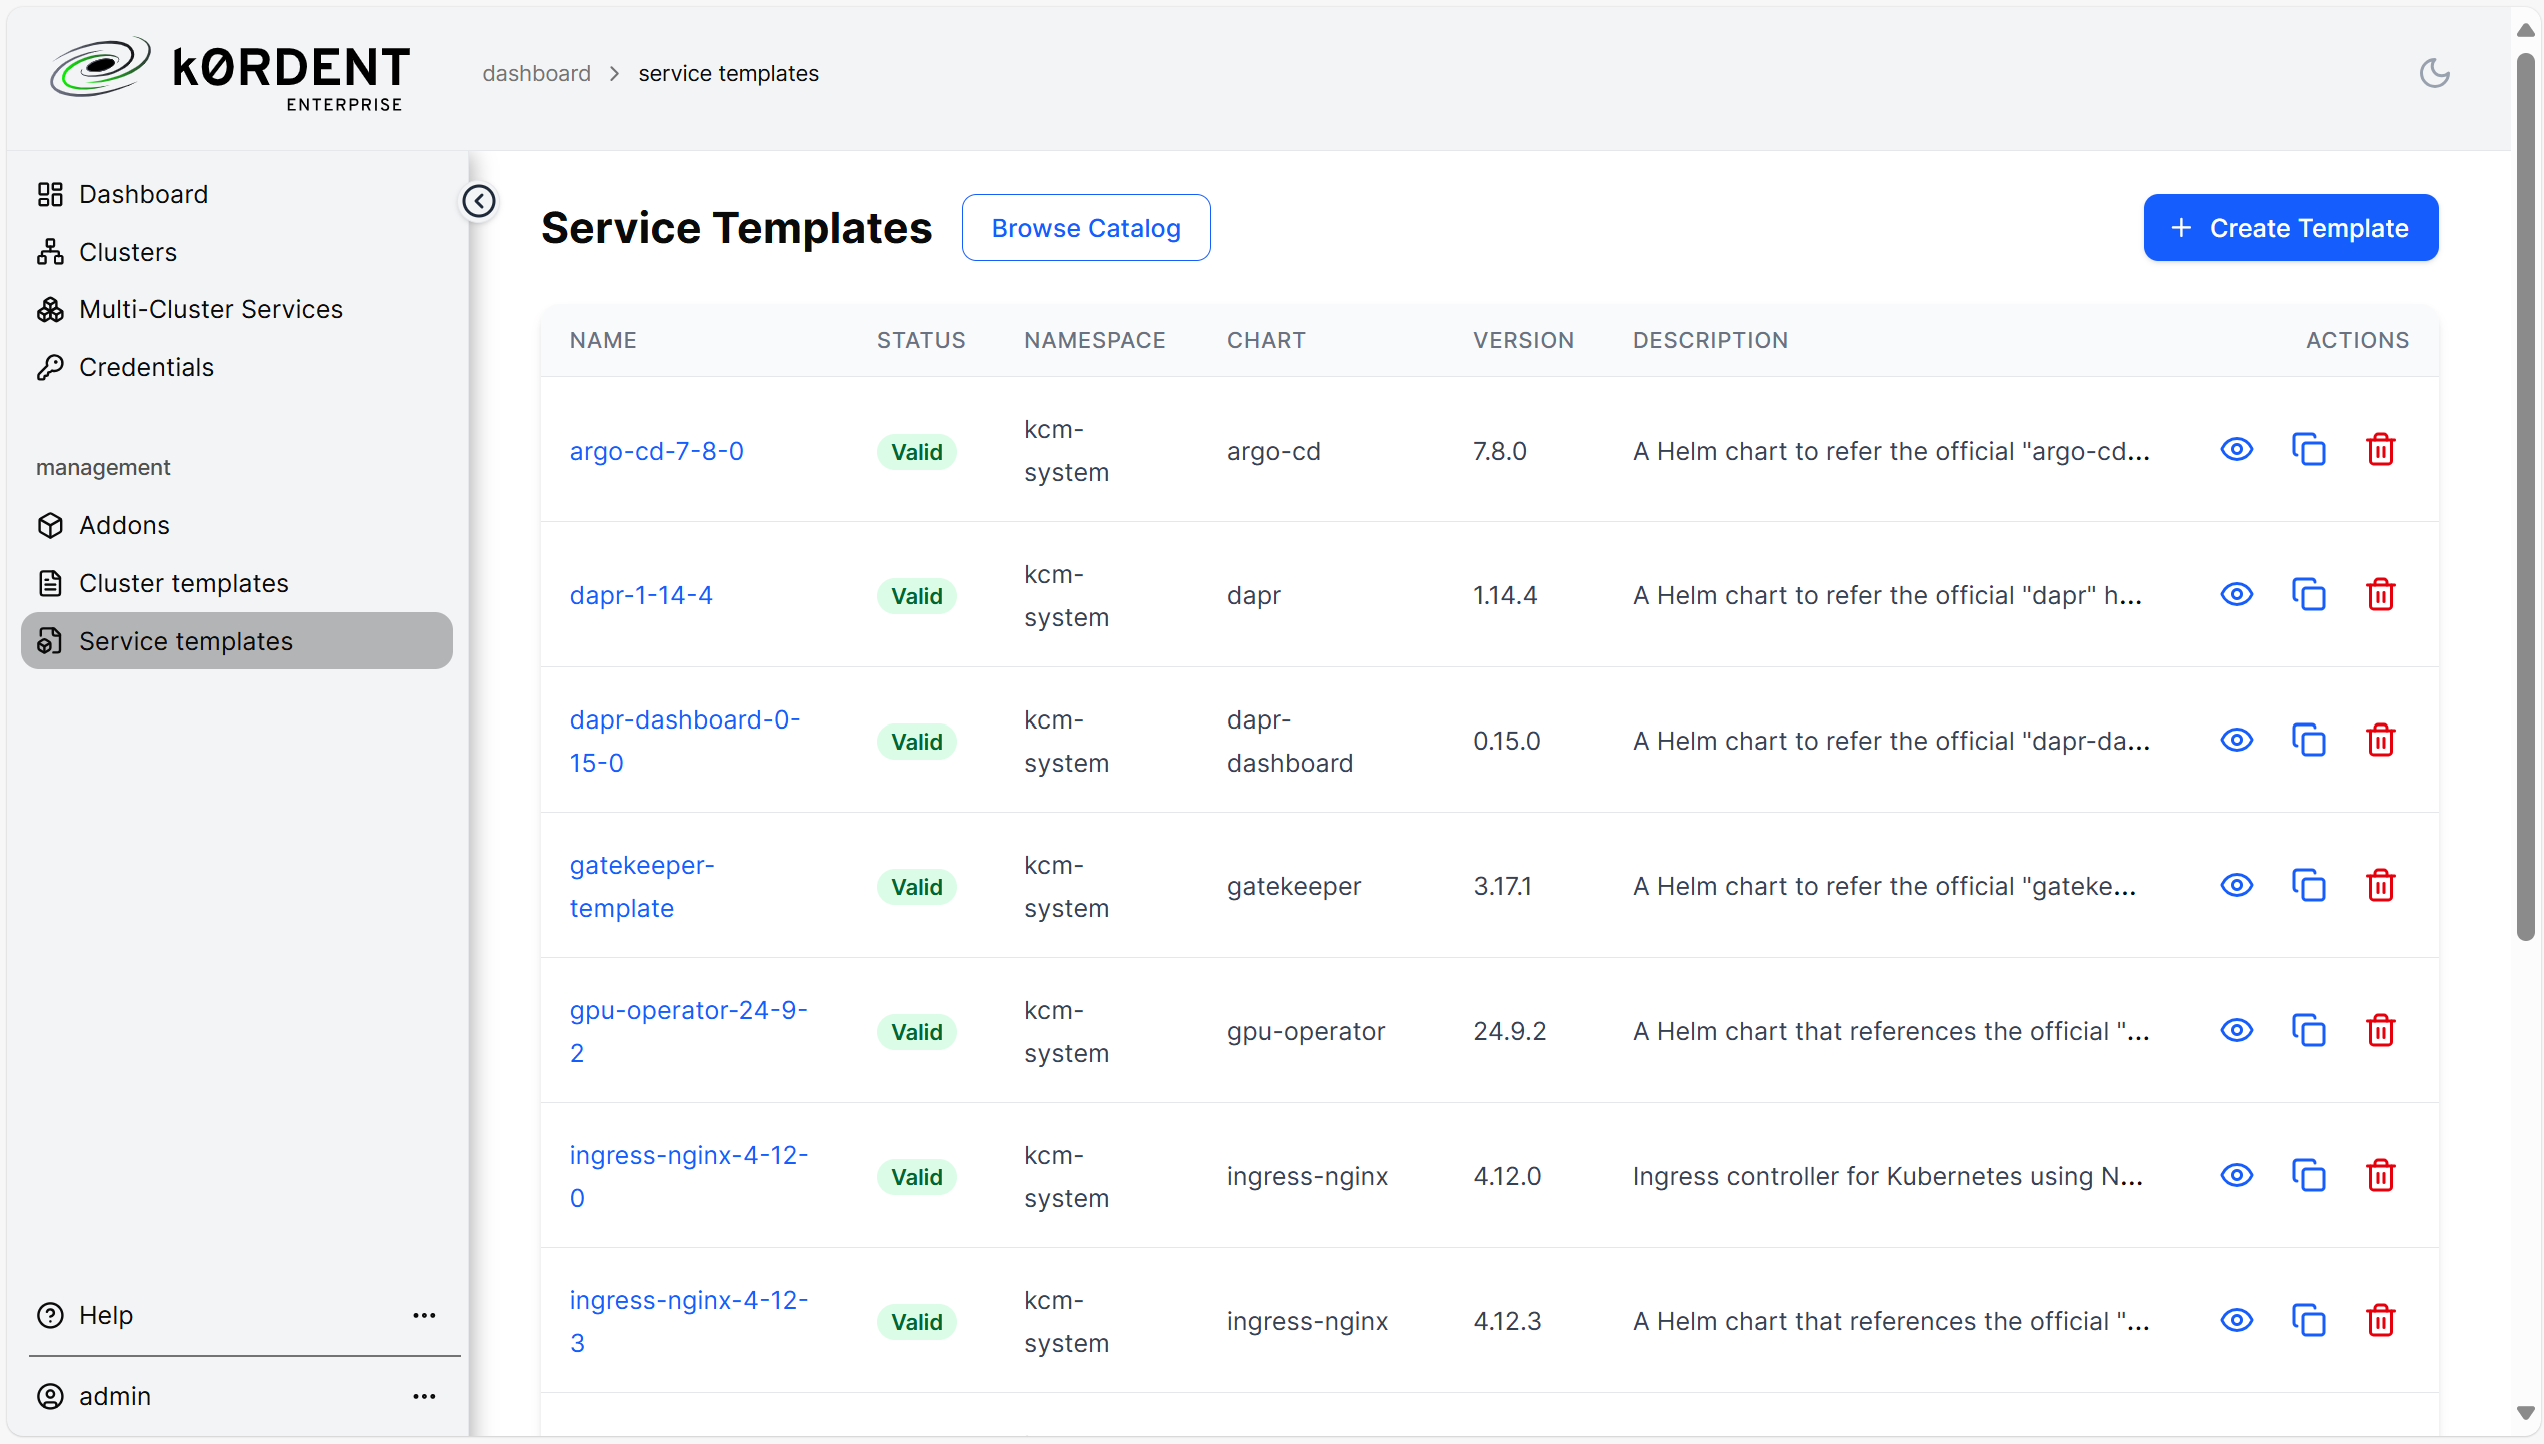 kØRDENT
ENTERPRISE
dashboard > service templates
Dashboard
Clusters
Multi-Cluster Services
Credentials
management
Addons
Cluster templates
Service templates
Help ...
admin ...
Service Templates
Browse Catalog
+ Create Template
NAME STATUS NAMESPACE CHART VERSION DESCRIPTION ACTIONS
argo-cd-7-8-0 Valid kcm-
system argo-cd 7.8.0 A Helm chart to refer the official "argo-cd...
dapr-1-14-4 Valid kcm-
system dapr 1.14.4 A Helm chart to refer the official "dapr" h...
dapr-dashboard-0-
15-0 Valid kcm-
system dapr-
dashboard 0.15.0 A Helm chart to refer the official "dapr-da...
gatekeeper-
template Valid kcm-
system gatekeeper 3.17.1 A Helm chart to refer the official "gateke...
gpu-operator-24-9-
2 Valid kcm-
system gpu-operator 24.9.2 A Helm chart that references the official "...
ingress-nginx-4-12-
0 Valid kcm-
system ingress-nginx 4.12.0 Ingress controller for Kubernetes using N...
ingress-nginx-4-12-
3 Valid kcm-
system ingress-nginx 4.12.3 A Helm chart that references the official "...